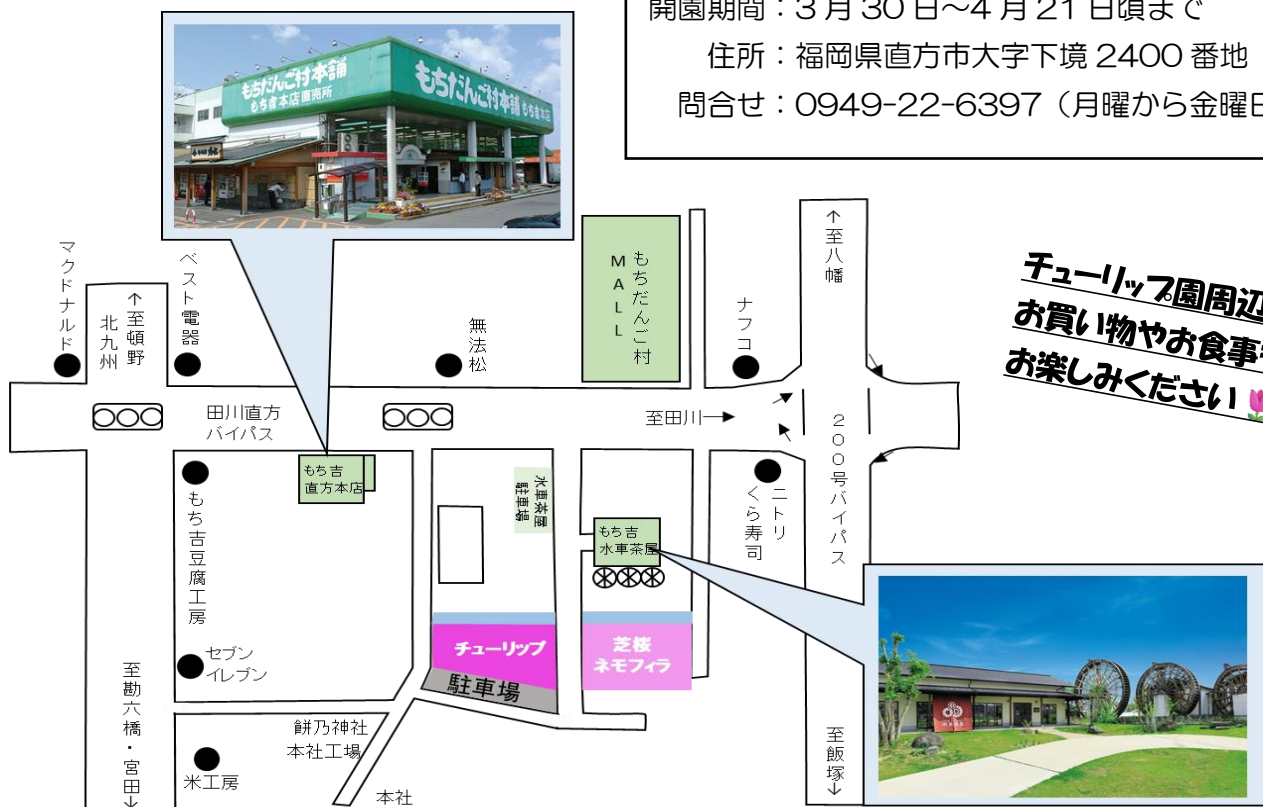 開園期間：3月30日～4月21日頃まで
住所：福岡県直方市大字下境2400番地
問合せ：0949-22-6397（月曜から金曜日
もちだんご村本舗
もち吉本店直売所
もちだんご村本舗 もち吉本店
マクドナルド
↑至頓野
北九州
ベスト電器
無法松
もちだんご村
MALL
ナフコ
↑至八幡
チューリップ園周辺
お買い物やお食事
お楽しみください
田川直方
バイパス
至田川→
200号バイパス
もち吉
直方本店
水車茶屋
駐車場
もち吉
水車茶屋
ニトリ
くら寿司
もち吉豆腐工房
チューリップ
駐車場
芝桜
ネモフィラ
セブン
イレブン
至勘六橋・宮田↓
餅乃神社
本社工場
米工房
本社
至飯塚↓